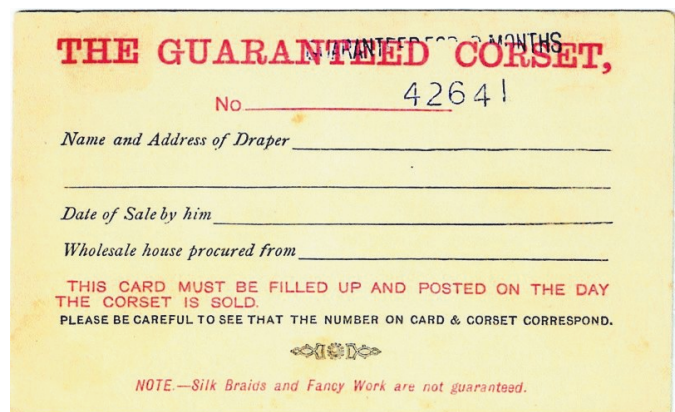 GUARANTEED FOR 3 MONTHS
THE GUARANTEED CORSET,
No 42641
Name and Address of Draper
Date of Sale by him
Wholesale house procured from
THIS CARD MUST BE FILLED UP AND POSTED ON THE DAY
THE CORSET IS SOLD.
PLEASE BE CAREFUL TO SEE THAT THE NUMBER ON CARD & CORSET CORRESPOND.
NOTE.—Silk Braids and Fancy Work are not guaranteed.